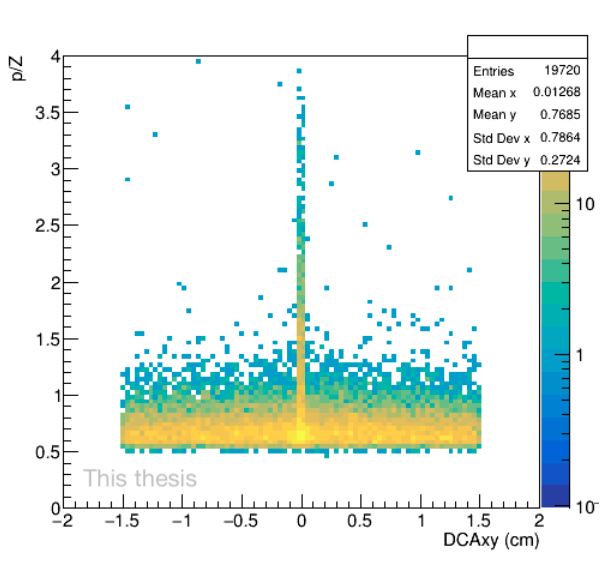 p/Z
4
3.5
3
2.5
2
1.5
1
0.5
0
−2
−1.5
−1
−0.5
0
0.5
1
1.5
2
DCAxy (cm)
This thesis
Entries 19720
Mean x 0.01268
Mean y 0.7685
Std Dev x 0.7864
Std Dev y 0.2724
10
1
10